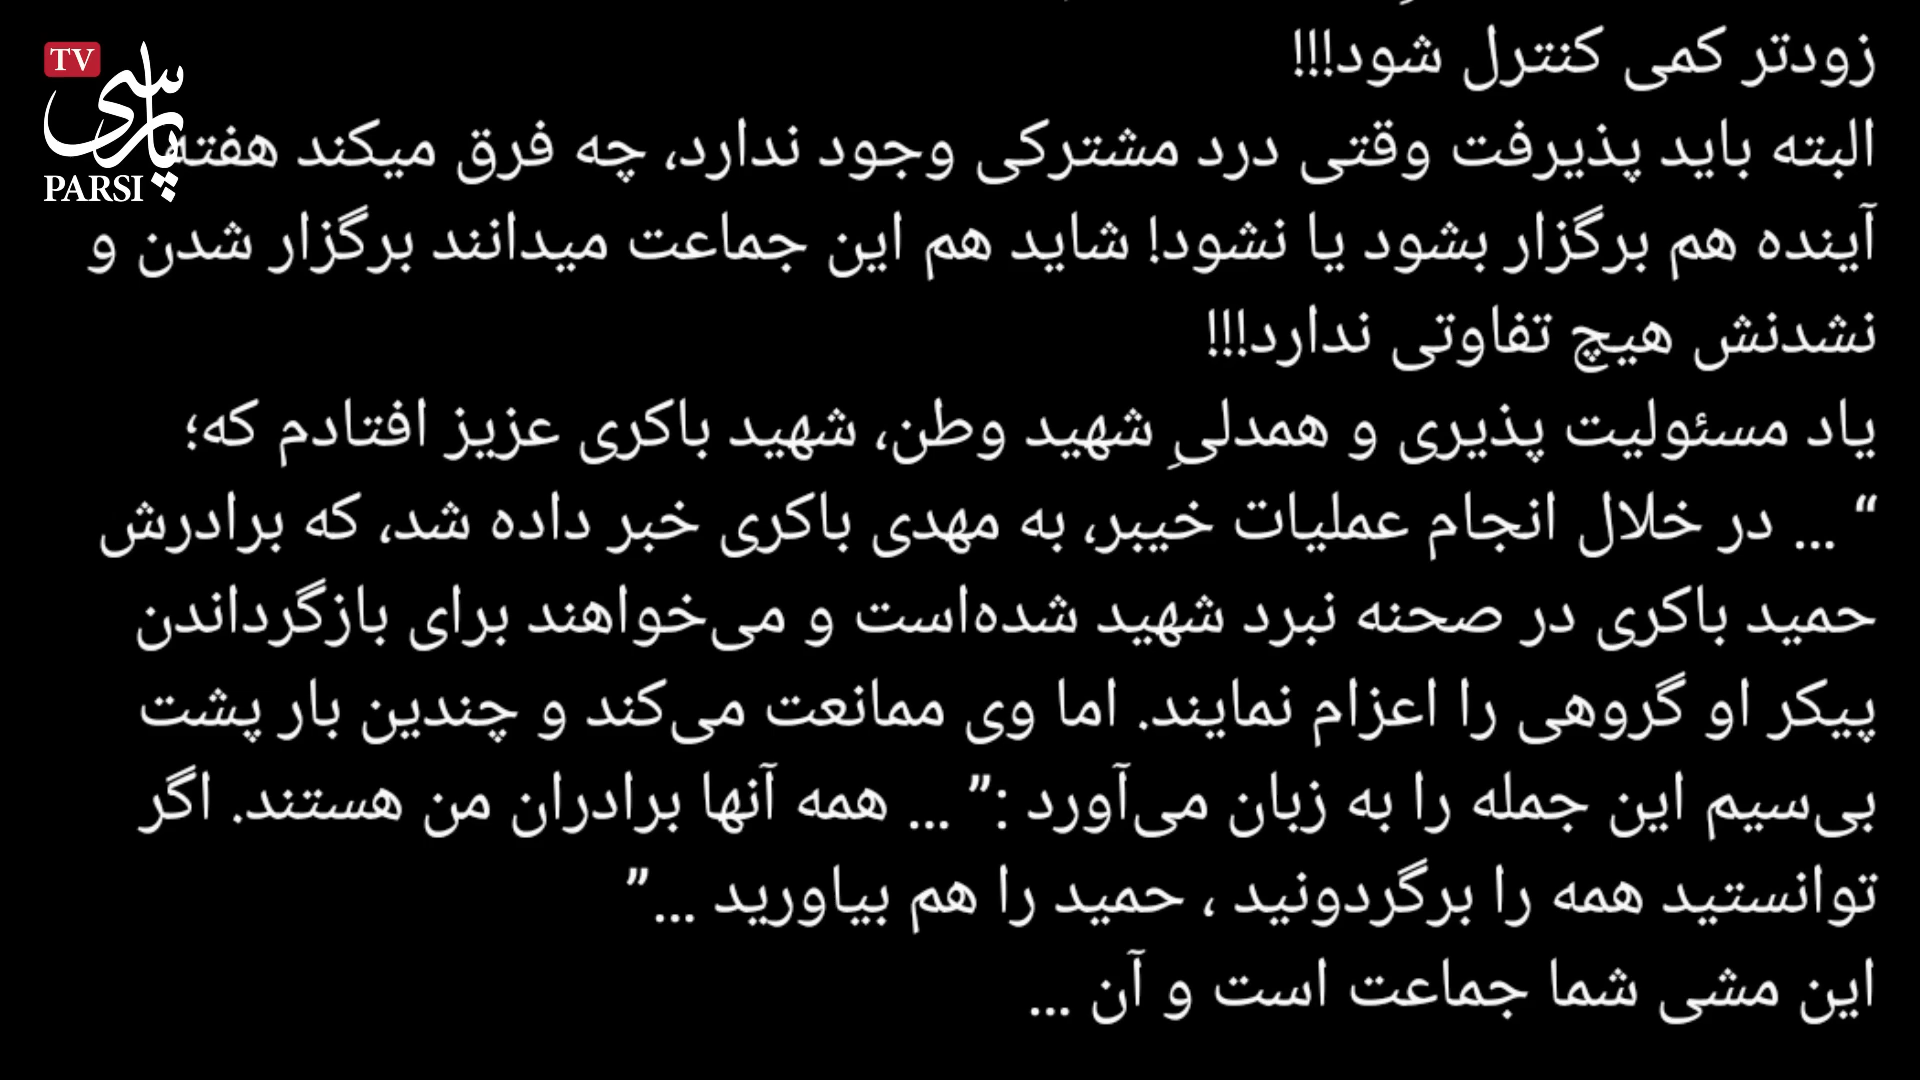 TV
پارسی
PARSI
زودتر کمی کنترل شود!!!
البته باید پذیرفت وقتی درد مشترکی وجود ندارد، چه فرق میکند هفته
آینده هم برگزار بشود یا نشود! شاید هم این جماعت میدانند برگزار شدن و
نشدنش هیچ تفاوتی ندارد!!!
یاد مسئولیت پذیری و همدلیِ شهید وطن، شهید باکری عزیز افتادم که؛
“ ... در خلال انجام عملیات خیبر، به مهدی باکری خبر داده شد، که برادرش
حمید باکری در صحنه نبرد شهید شده‌است و می‌خواهند برای بازگرداندن
پیکر او گروهی را اعزام نمایند. اما وی ممانعت می‌کند و چندین بار پشت
بی‌سیم این جمله را به زبان می‌آورد :” ... همه آنها برادران من هستند. اگر
توانستید همه را برگردونید ، حمید را هم بیاورید ...”
این مشی شما جماعت است و آن ...